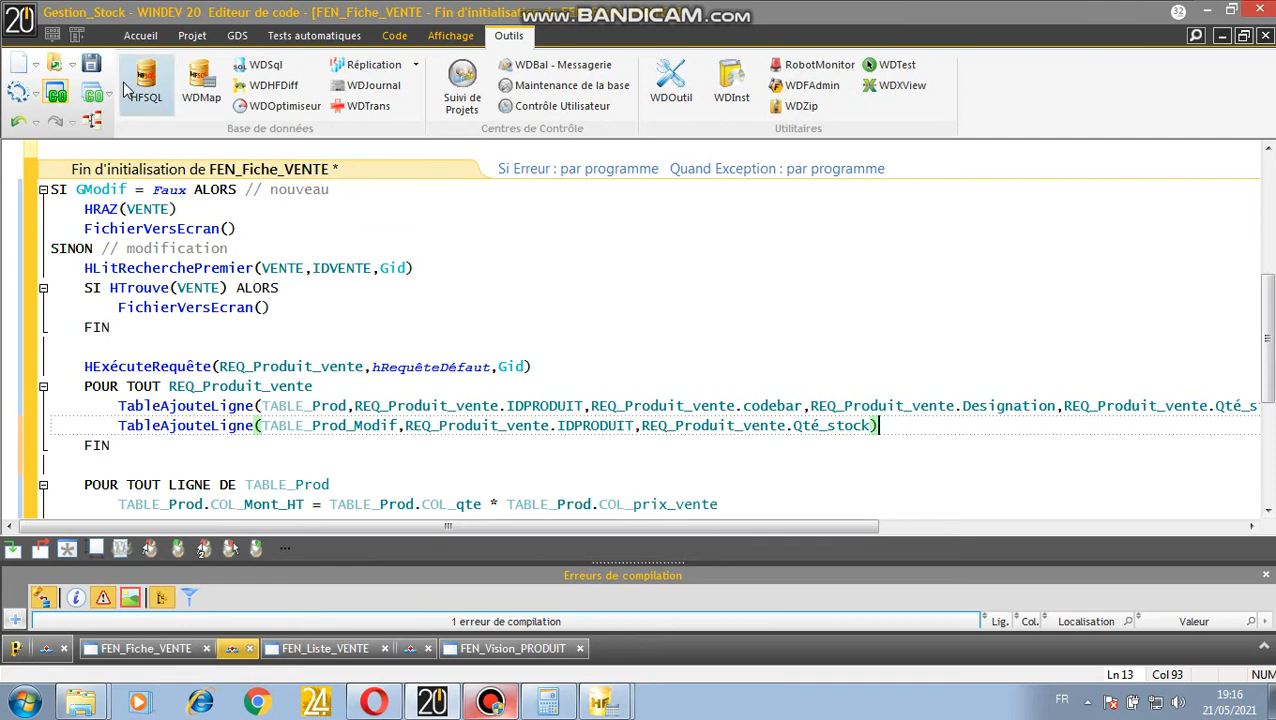 Gestion_Stock - WINDEV 20 Editeur de code - [FEN_Fiche_VENTE - Fin d'initialisation de FE
www.BANDICAM.com
32
20
Accueil Projet GDS Tests automatiques Code Affichage Outils
HFSQL
WDMap
WDSql
WDHFDiff
WDOptimiseur
Réplication
WDJournal
WDTrans
Base de données
Suivi de Projets
WDBal - Messagerie
Maintenance de la base
Contrôle Utilisateur
Centres de Contrôle
WDOutil
WDInst
RobotMonitor
WDFAdmin
WDZip
WDTest
WDXView
Utilitaires
GO
Fin d'initialisation de FEN_Fiche_VENTE * Si Erreur : par programme Quand Exception : par programme
SI GModif = Faux ALORS // nouveau
HRAZ(VENTE)
FichierVersEcran()
SINON // modification
HLitRecherchePremier(VENTE,IDVENTE,Gid)
SI HTrouve(VENTE) ALORS
FichierVersEcran()
FIN
HExécuteRequête(REQ_Produit_vente,hRequêteDéfaut,Gid)
POUR TOUT REQ_Produit_vente
TableAjouteLigne(TABLE_Prod,REQ_Produit_vente.IDPRODUIT,REQ_Produit_vente.codebar,REQ_Produit_vente.Designation,REQ_Produit_vente.Qté_s
TableAjouteLigne(TABLE_Prod_Modif,REQ_Produit_vente.IDPRODUIT,REQ_Produit_vente.Qté_stock)
FIN
POUR TOUT LIGNE DE TABLE_Prod
TABLE_Prod.COL_Mont_HT = TABLE_Prod.COL_qte * TABLE_Prod.COL_prix_vente
Erreurs de compilation
1 erreur de compilation Lig. Col. Localisation Valeur
FEN_Fiche_VENTE FEN_Liste_VENTE FEN_Vision_PRODUIT
Ln 13 Col 93 NUM
FR 19:16
21/05/2021